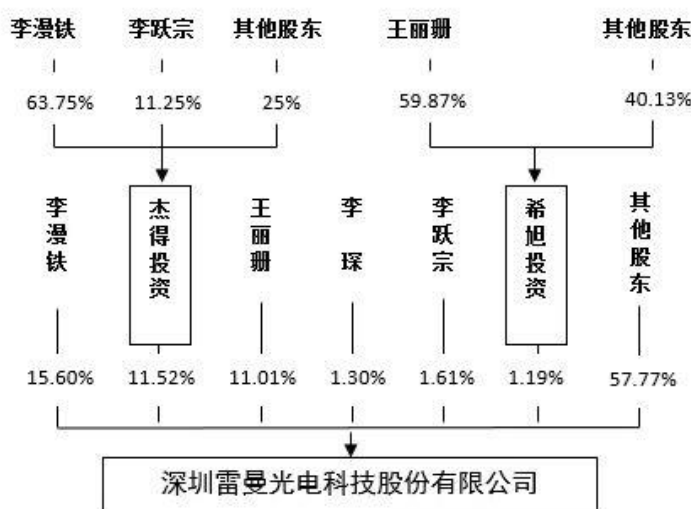 李漫铁 李跃宗 其他股东 王丽珊 其他股东
63.75% 11.25% 25% 59.87% 40.13%
李漫铁
杰得投资
王丽珊
李琛
李跃宗
希旭投资
其他股东
15.60% 11.52% 11.01% 1.30% 1.61% 1.19% 57.77%
深圳雷曼光电科技股份有限公司